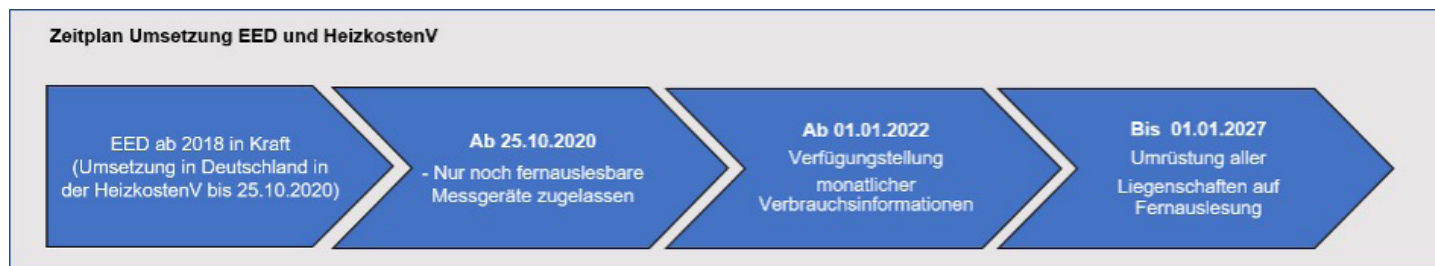 Zeitplan Umsetzung EED und HeizkostenV
EED ab 2018 in Kraft
(Umsetzung in Deutschland in
der HeizkostenV bis 25.10.2020)
Ab 25.10.2020
- Nur noch fernauslesbare
Messgeräte zugelassen
Ab 01.01.2022
Verfügungstellung
monatlicher
Verbrauchsinformationen
Bis 01.01.2027
Umrüstung aller
Liegenschaften auf
Fernauslesung